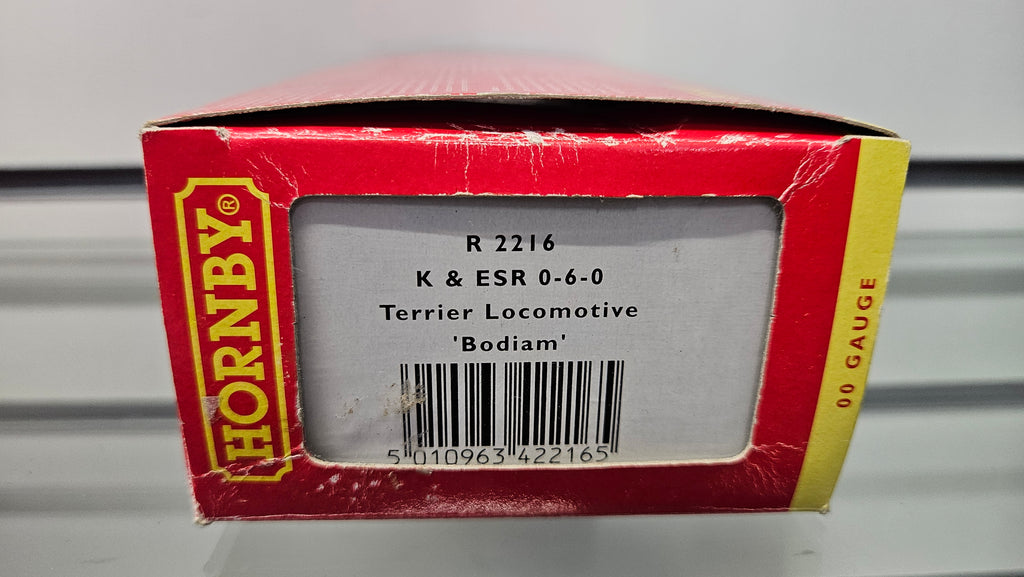 HORNBY®
R 2216
K & ESR 0-6-0
Terrier Locomotive
'Bodiam'
5 010963 422165
00 GAUGE